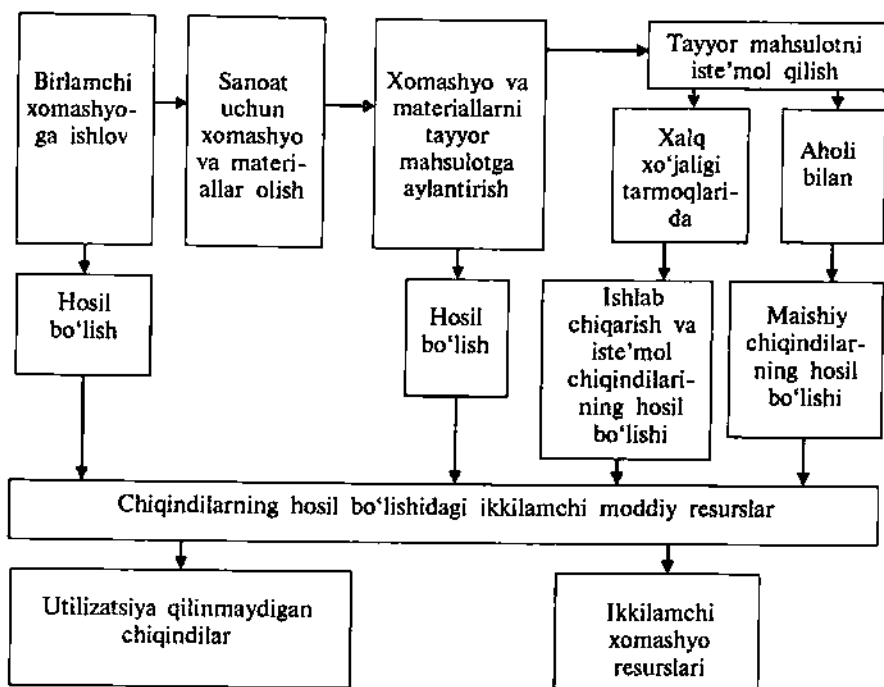 Birlamchi
xomashyo-
ga ishlov
Sanoat
uchun
xomashyo
va materi-
allar olish
Xomashyo va
materiallarni
tayyor
mahsulotga
aylantirish
Tayyor mahsulotni
iste’mol qilish
Xalq
xo‘jaligi
tarmoqlari-
da
Aholi
bilan
Hosil
bo‘lish
Hosil
bo‘lish
Ishlab
chiqarish va
iste’mol
chiqindilari-
ning hosil
bo‘lishi
Maishiy
chiqindilar-
ning hosil
bo‘lishi
Chiqindilarning hosil bo‘lishidagi ikkilamchi moddiy resurslar
Utilizatsiya qilinmaydigan
chiqindilar
Ikkilamchi
xomashyo
resurslari